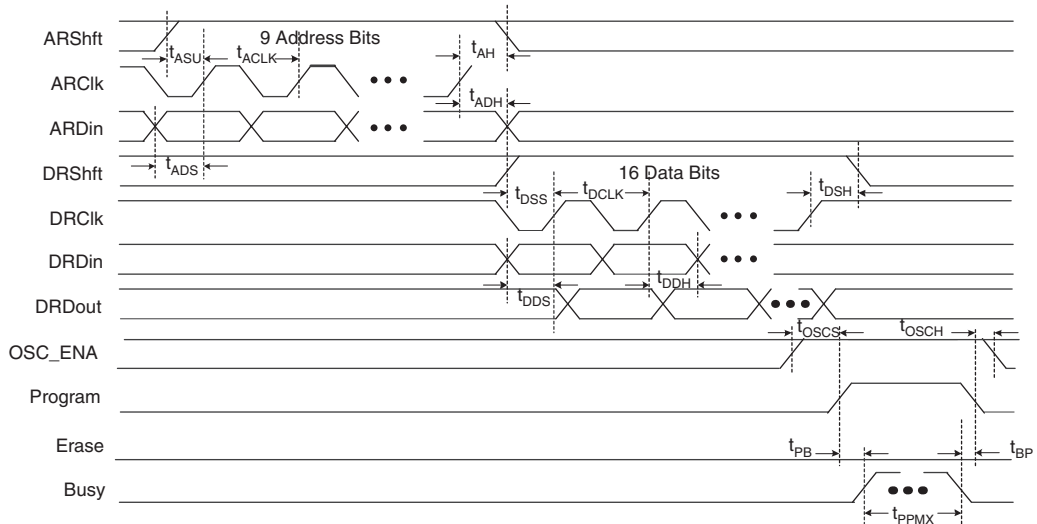 ARShft
9 Address Bits
tASU
tACLK
tAH
ARClk
tADH
ARDin
tADS
DRShft
16 Data Bits
tDSS
tDCLK
tDSH
DRClk
DRDin
tDDS
tDDH
DRDout
tOSCS
tOSCH
OSC_ENA
Program
Erase
tPB
tBP
Busy
tPPMX